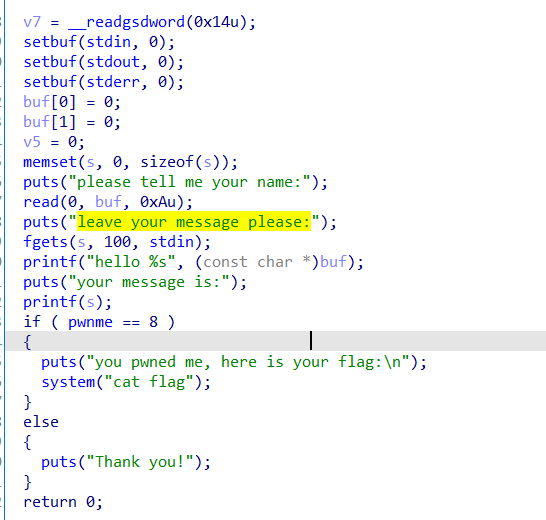 v7 = __readgsdword(0x14u);
setbuf(stdin, 0);
setbuf(stdout, 0);
setbuf(stderr, 0);
buf[0] = 0;
buf[1] = 0;
v5 = 0;
memset(s, 0, sizeof(s));
puts("please tell me your name:");
read(0, buf, 0xAu);
puts("leave your message please:");
fgets(s, 100, stdin);
printf("hello %s", (const char *)buf);
puts("your message is:");
printf(s);
if ( pwnme == 8 )
{
  puts("you pwned me, here is your flag:\n");
  system("cat flag");
}
else
{
  puts("Thank you!");
}
return 0;